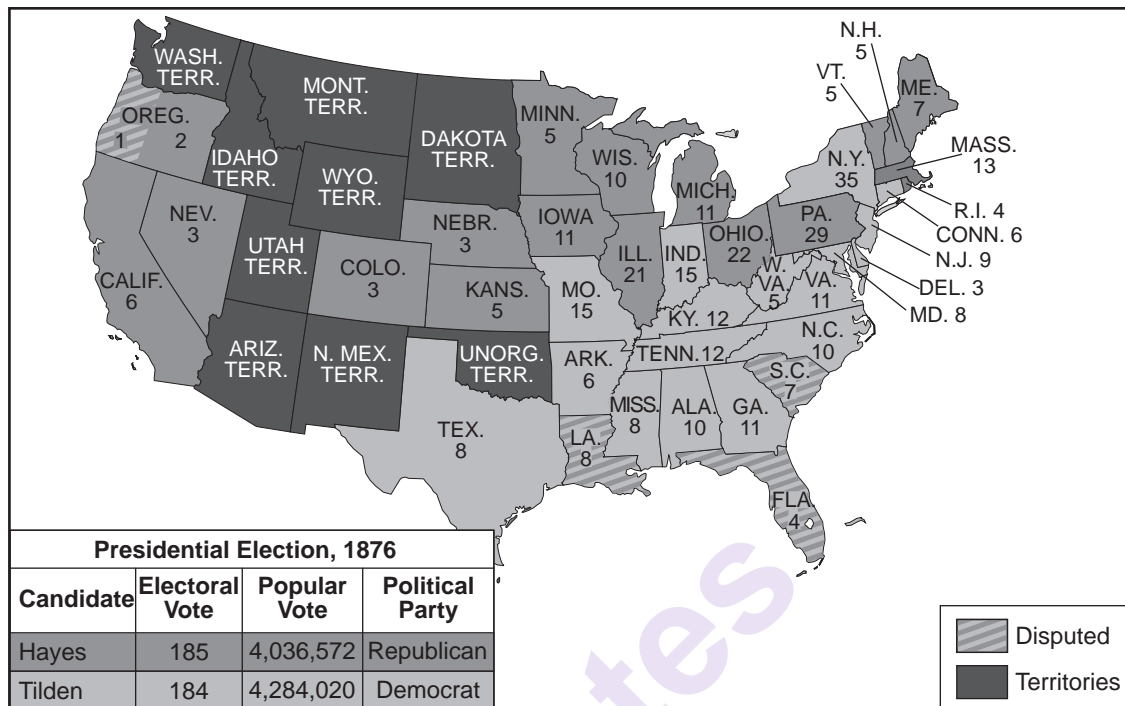 N.H.
5
VT.
5
ME.
7
WASH.
TERR.
MONT.
TERR.
DAKOTA
TERR.
MINN.
5
OREG.
1 2
IDAHO
TERR.
WYO.
TERR.
WIS.
10
MICH.
11
N.Y.
35
MASS.
13
R.I. 4
CONN. 6
N.J. 9
DEL. 3
MD. 8
NEV.
3
CALIF.
6
UTAH
TERR.
COLO.
3
NEBR.
3
KANS.
5
IOWA
11
ILL.
21
IND.
15
OHIO.
22
PA.
29
W.
VA.
5
VA.
11
MO.
15
KY. 12
TENN.12
N.C.
10
S.C.
7
ARIZ.
TERR.
N. MEX.
TERR.
UNORG.
TERR.
ARK.
6
TEX.
8
LA.
8
MISS.
8
ALA.
10
GA.
11
FLA.
4
Presidential Election, 1876
Candidate Electoral Vote Popular Vote Political Party
Hayes 185 4,036,572 Republican
Tilden 184 4,284,020 Democrat
Disputed
Territories